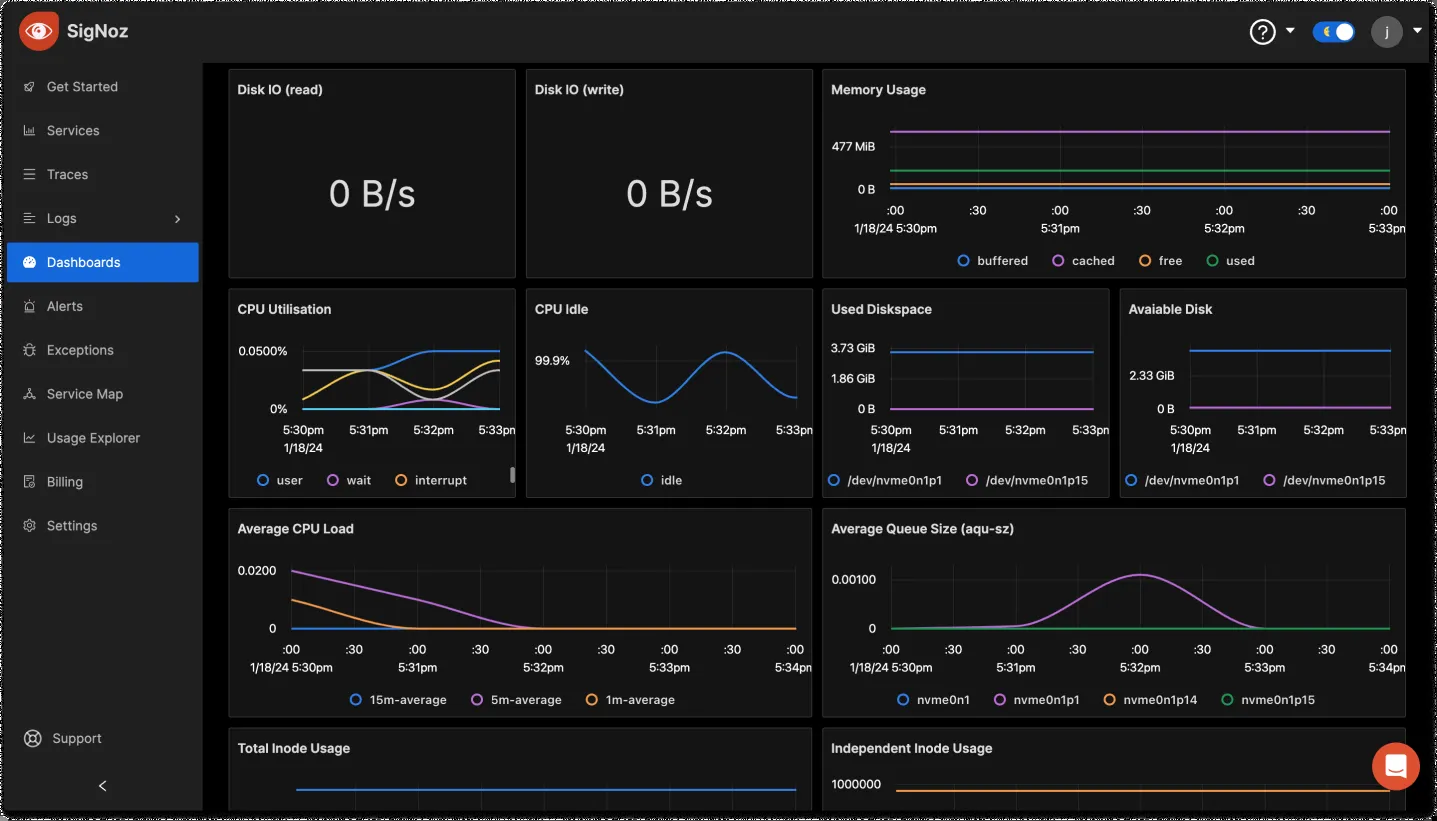 SigNoz
?
j
Get Started
Services
Traces
Logs
Dashboards
Alerts
Exceptions
Service Map
Usage Explorer
Billing
Settings
Support
Disk IO (read)
0 B/s
Disk IO (write)
0 B/s
Memory Usage
477 MiB
0 B
:00 :30 :00 :30 :00 :30 :00
1/18/24 5:30pm 5:31pm 5:32pm 5:33pm
buffered cached free used
CPU Utilisation
0.0500%
0%
5:30pm 5:31pm 5:32pm 5:33pm
1/18/24
user wait interrupt
CPU Idle
99.9%
5:30pm 5:31pm 5:32pm 5:33pm
1/18/24
idle
Used Diskspace
3.73 GiB
1.86 GiB
0 B
5:30pm 5:31pm 5:32pm 5:33pm
1/18/24
/dev/nvme0n1p1 /dev/nvme0n1p15
Avaiable Disk
2.33 GiB
0 B
5:30pm 5:31pm 5:32pm 5:33pm
1/18/24
/dev/nvme0n1p1 /dev/nvme0n1p15
Average CPU Load
0.0200
0
:00 :30 :00 :30 :00 :30 :00 :30 :00
1/18/24 5:30pm 5:31pm 5:32pm 5:33pm 5:34pm
15m-average 5m-average 1m-average
Average Queue Size (aqu-sz)
0.00100
0
:00 :30 :00 :30 :00 :30 :00 :30 :00
1/18/24 5:30pm 5:31pm 5:32pm 5:33pm 5:34pm
nvme0n1 nvme0n1p1 nvme0n1p14 nvme0n1p15
Total Inode Usage
Independent Inode Usage
1000000